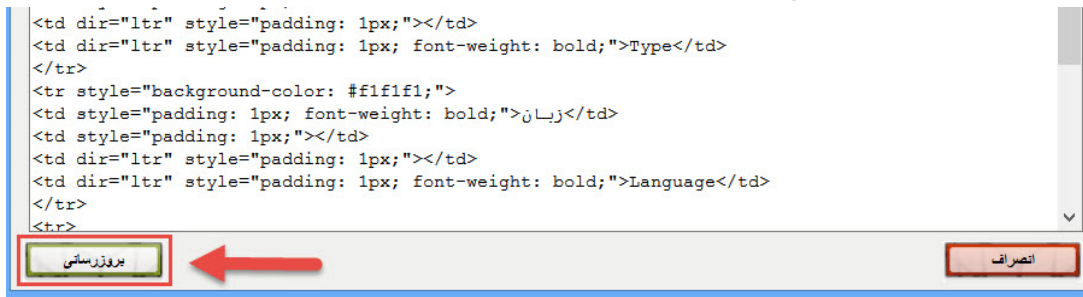 <td dir="ltr" style="padding: 1px;"></td>
<td dir="ltr" style="padding: 1px; font-weight: bold;">Type</td>
</tr>
<tr style="background-color: #f1f1f1;">
<td style="padding: 1px; font-weight: bold;">زبان</td>
<td style="padding: 1px;"></td>
<td dir="ltr" style="padding: 1px;"></td>
<td dir="ltr" style="padding: 1px; font-weight: bold;">Language</td>
</tr>
<tr>
بروزرسانی
انصراف